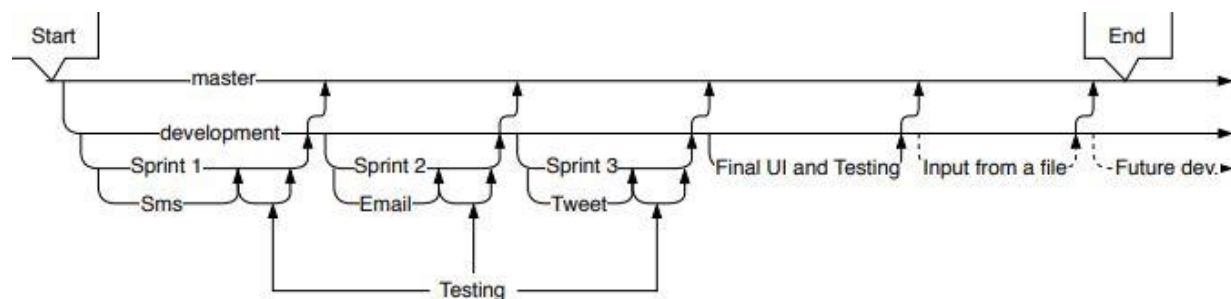 Start
End
master
development
Sprint 1
Sprint 2
Sprint 3
Final UI and Testing
Input from a file
Future dev.
Sms
Email
Tweet
Testing